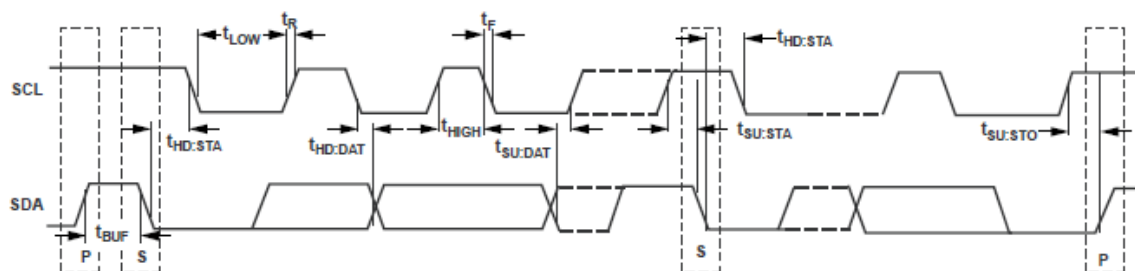 tR
tF
tLOW
tHD:STA
SCL
tHD:STA
tHD:DAT
tHIGH
tSU:DAT
tSU:STA
tSU:STO
SDA
tBUF
P
S
S
P